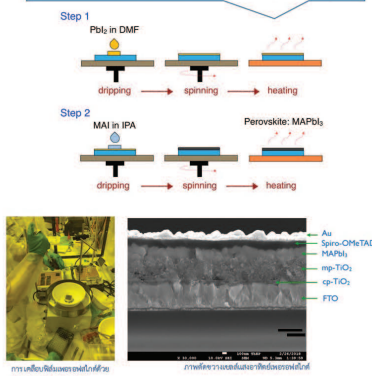 Step 1
PbI₂ in DMF
dripping → spinning → heating
Step 2
MAI in IPA
Perovskite: MAPbI₃
dripping → spinning → heating
Au
Spiro-OMeTAD
MAPbI₃
mp-TiO₂
cp-TiO₂
FTO
การเคลือบฟิล์มเพอรอฟสไกต์ด้วย
ภาพตัดขวางเซลล์แสงอาทิตย์เพอรอฟสไกต์